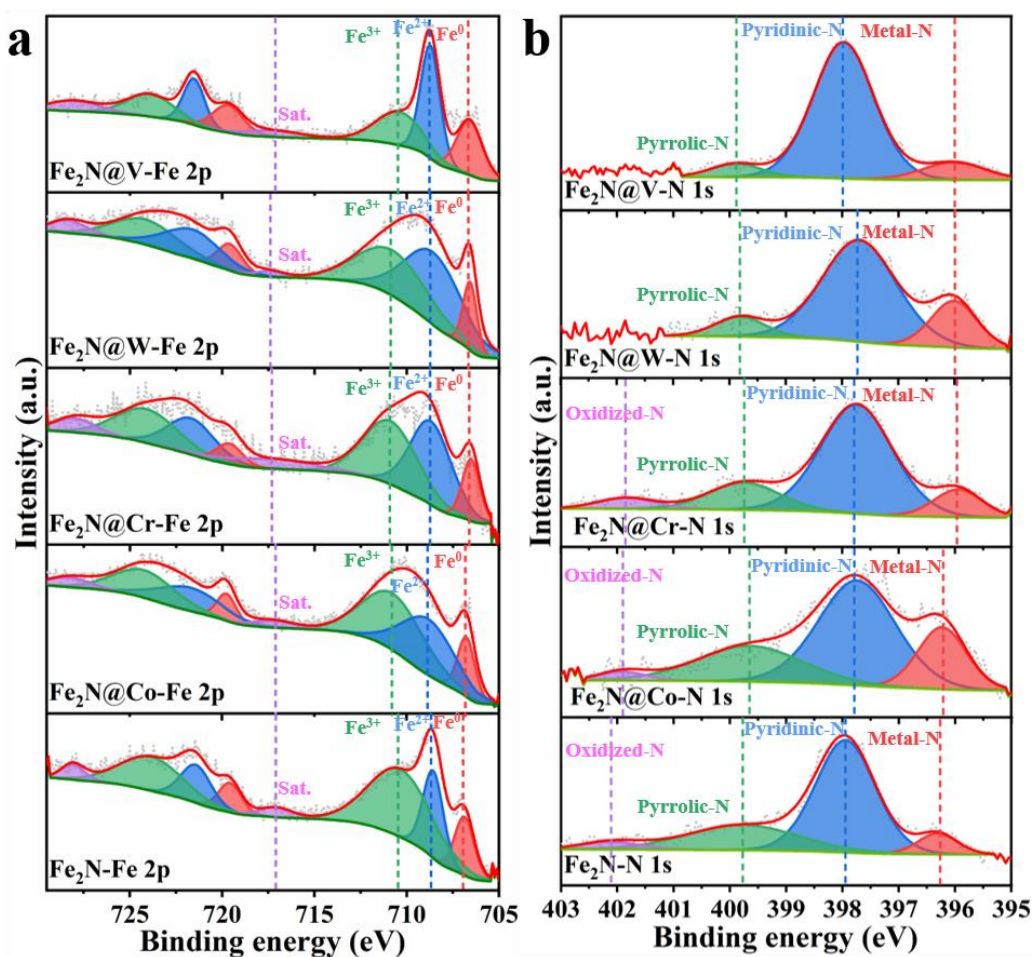 a
Intensity (a.u.)
Fe³⁺ Fe²⁺ Fe⁰
Sat.
Fe₂N@V-Fe 2p
Fe³⁺ Fe²⁺ Fe⁰
Sat.
Fe₂N@W-Fe 2p
Fe³⁺ Fe²⁺ Fe⁰
Sat.
Fe₂N@Cr-Fe 2p
Fe³⁺ Fe²⁺ Fe⁰
Sat.
Fe₂N@Co-Fe 2p
Fe³⁺ Fe²⁺ Fe⁰
Sat.
Fe₂N-Fe 2p
725 720 715 710 705
Binding energy (eV)
b
Intensity (a.u.)
Pyridinic-N Metal-N
Pyrrolic-N
Fe₂N@V-N 1s
Pyridinic-N Metal-N
Pyrrolic-N
Fe₂N@W-N 1s
Oxidized-N Pyridinic-N Metal-N
Pyrrolic-N
Fe₂N@Cr-N 1s
Oxidized-N Pyridinic-N Metal-N
Pyrrolic-N
Fe₂N@Co-N 1s
Oxidized-N Pyridinic-N Metal-N
Pyrrolic-N
Fe₂N-N 1s
403 402 401 400 399 398 397 396 395
Binding energy (eV)